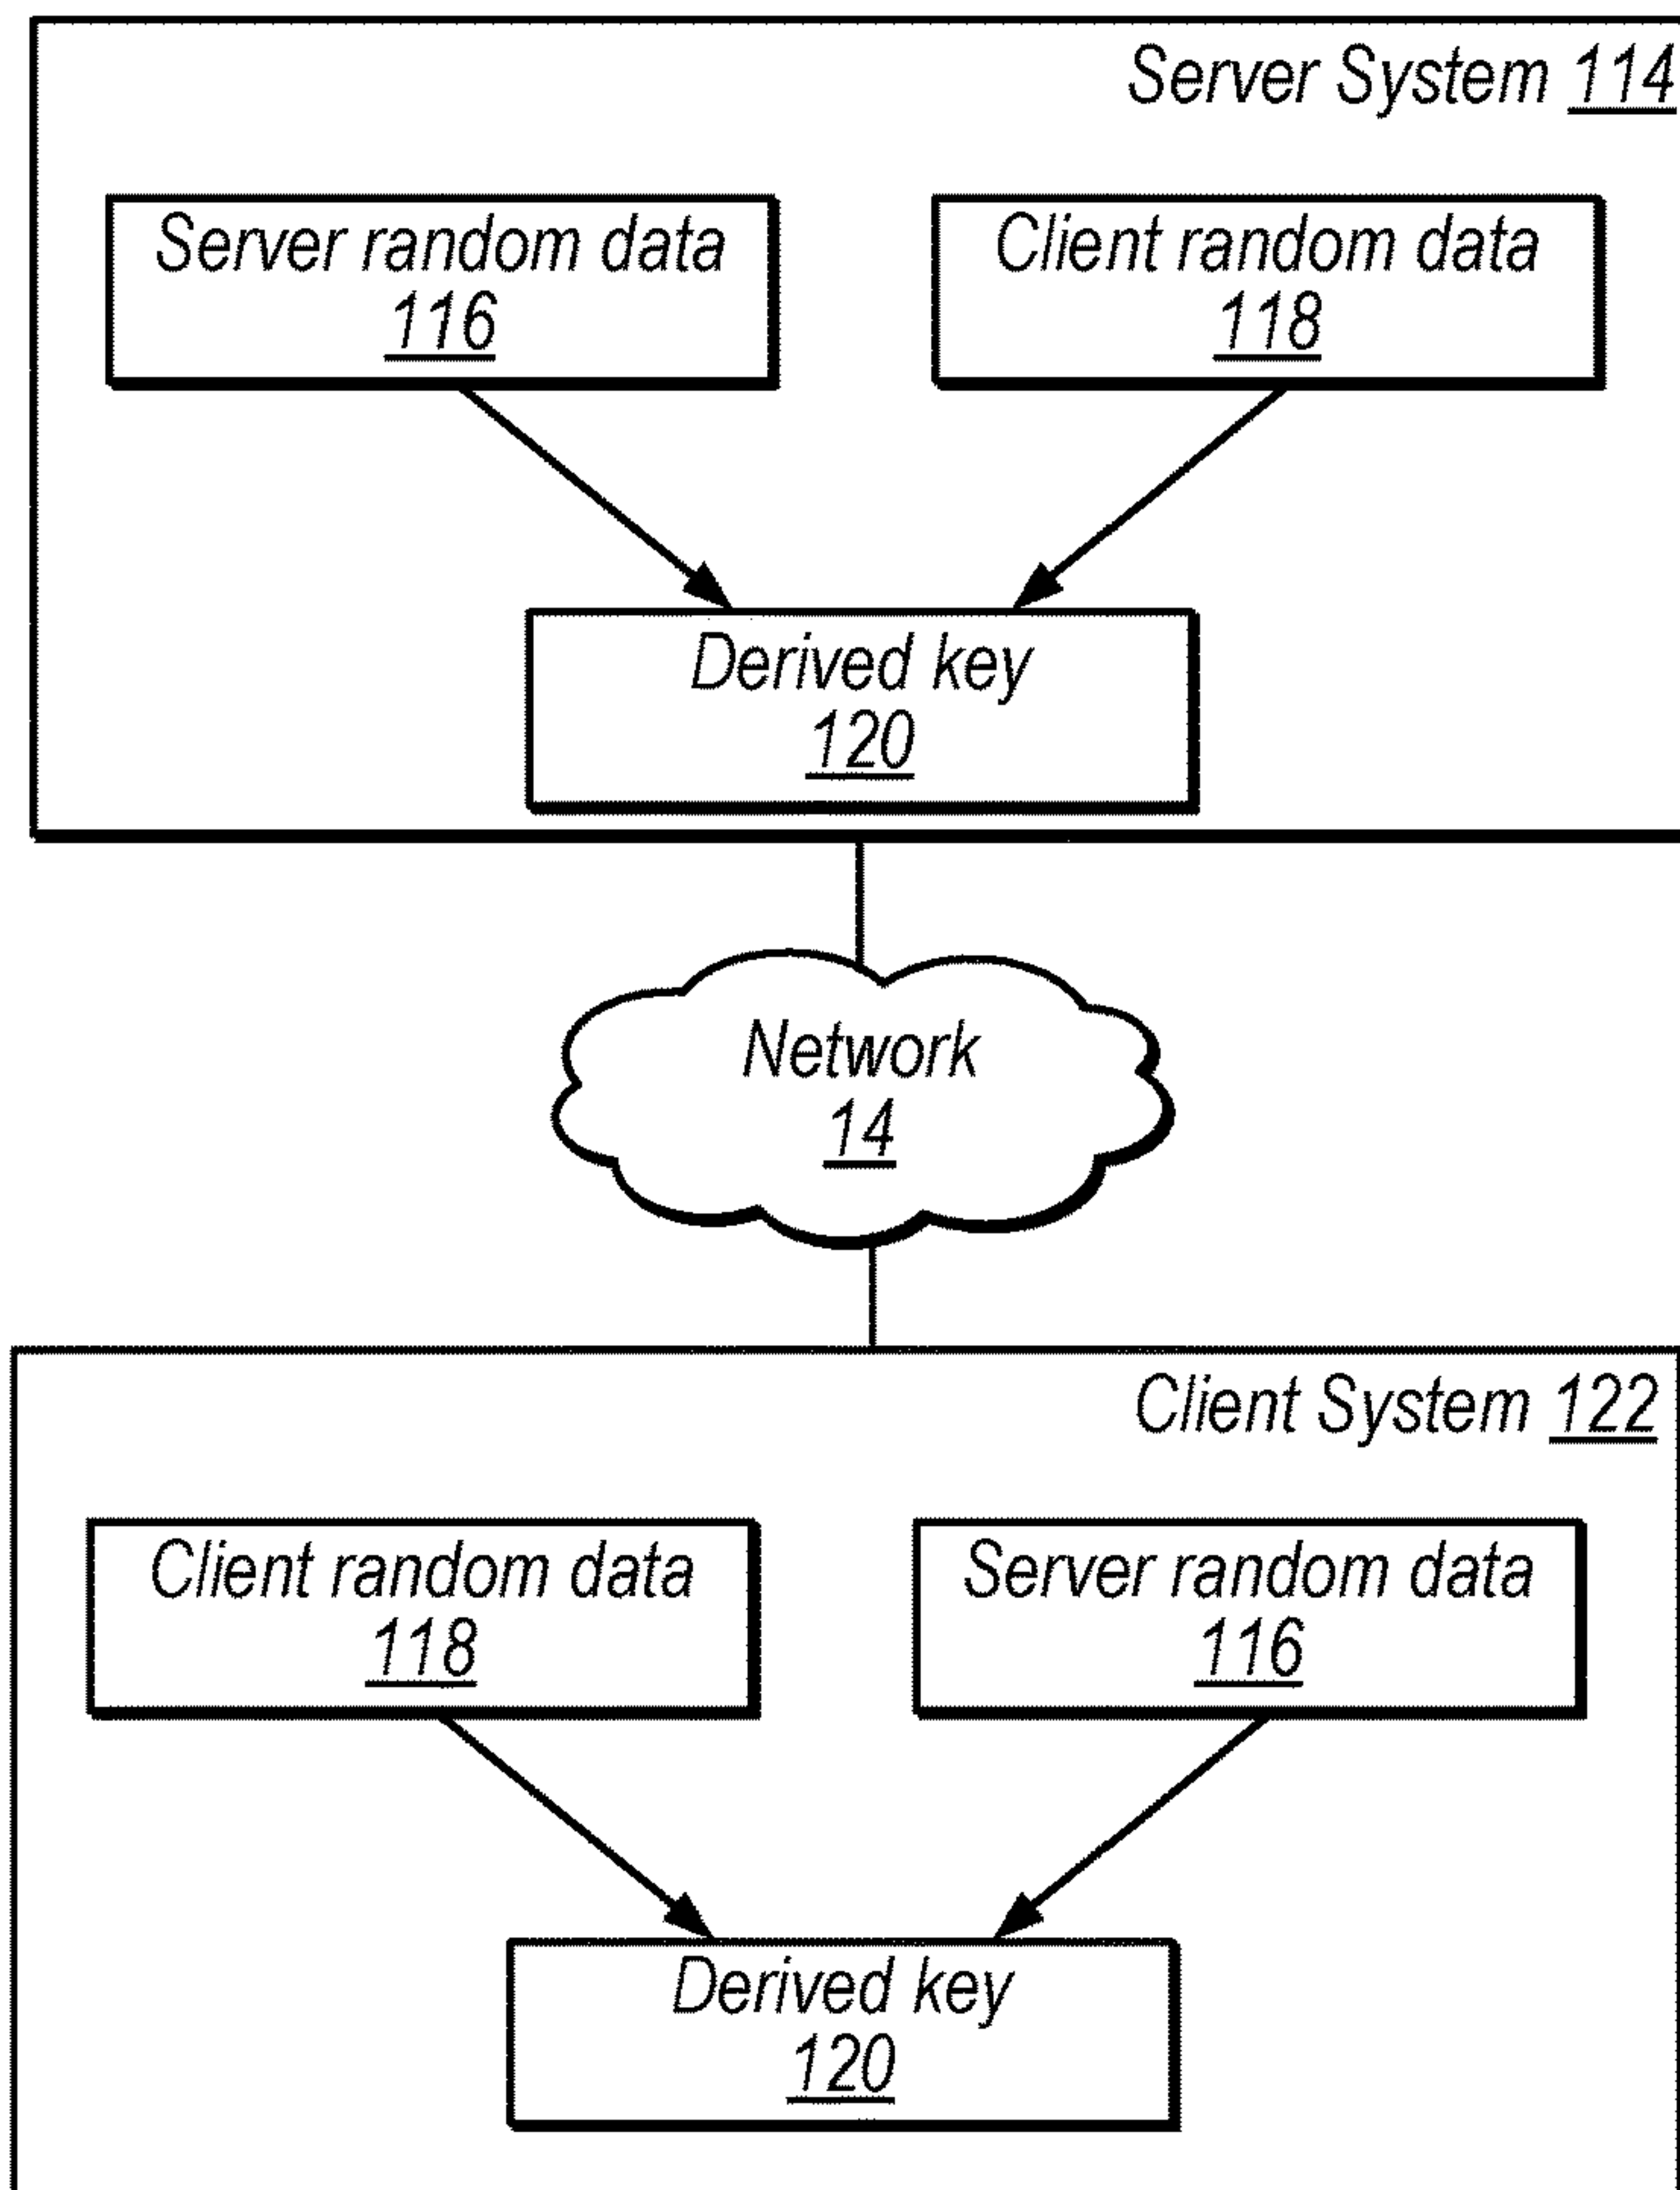 Server System 114
Server random data
116
Client random data
118
Derived key
120
Network
14
Client System 122
Client random data
118
Server random data
116
Derived key
120